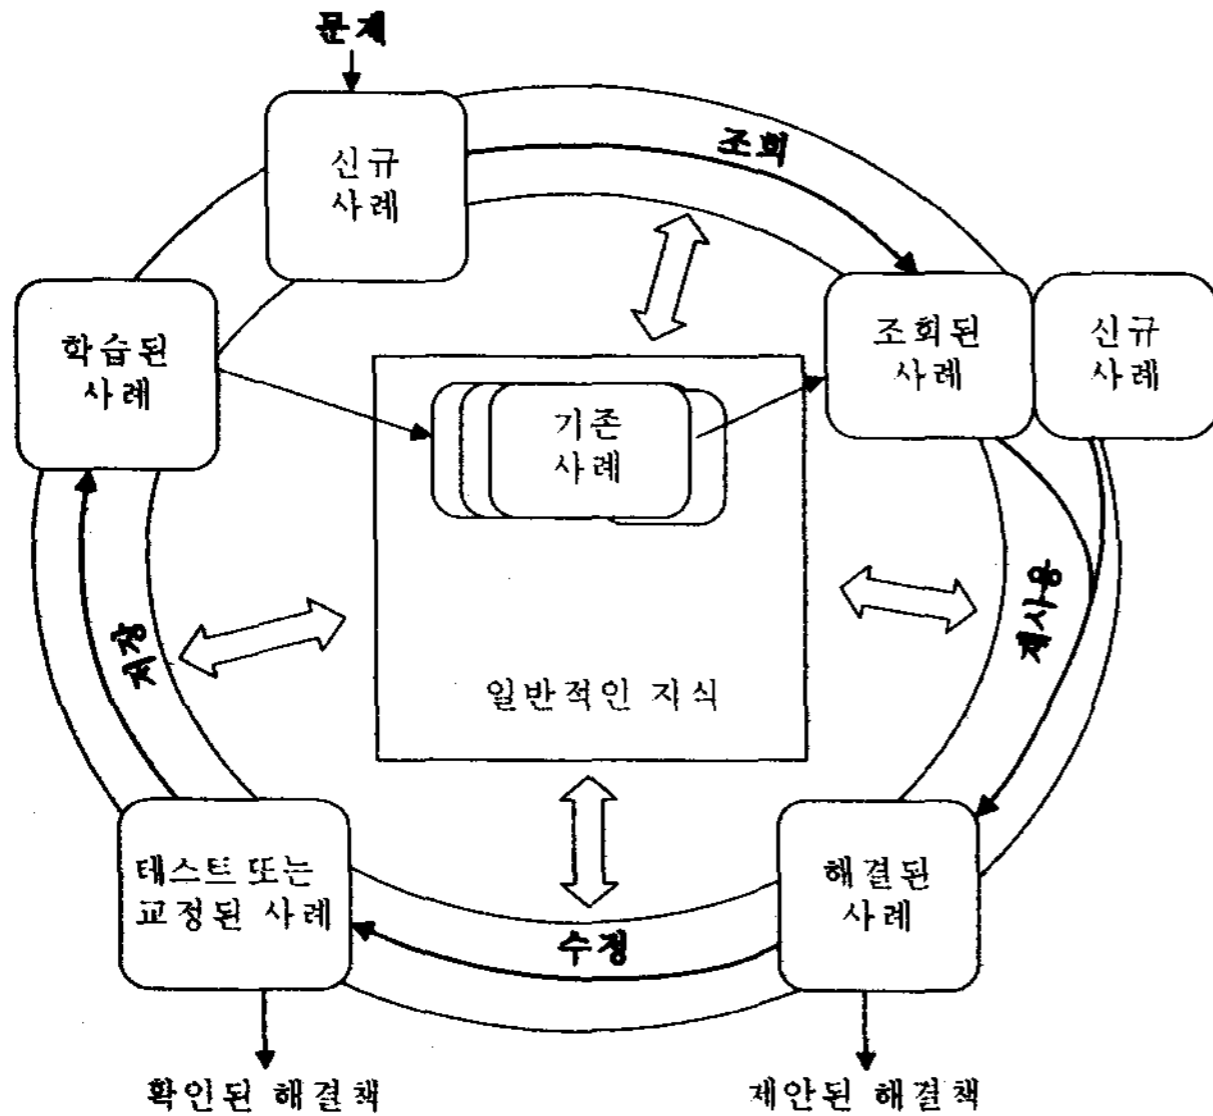 문제
신규
사례
조회
조회된
사례
신규
사례
학습된
사례
기존
사례
재사용
저장
일반적인 지식
테스트 또는
교정된 사례
수정
해결된
사례
확인된 해결책
제안된 해결책